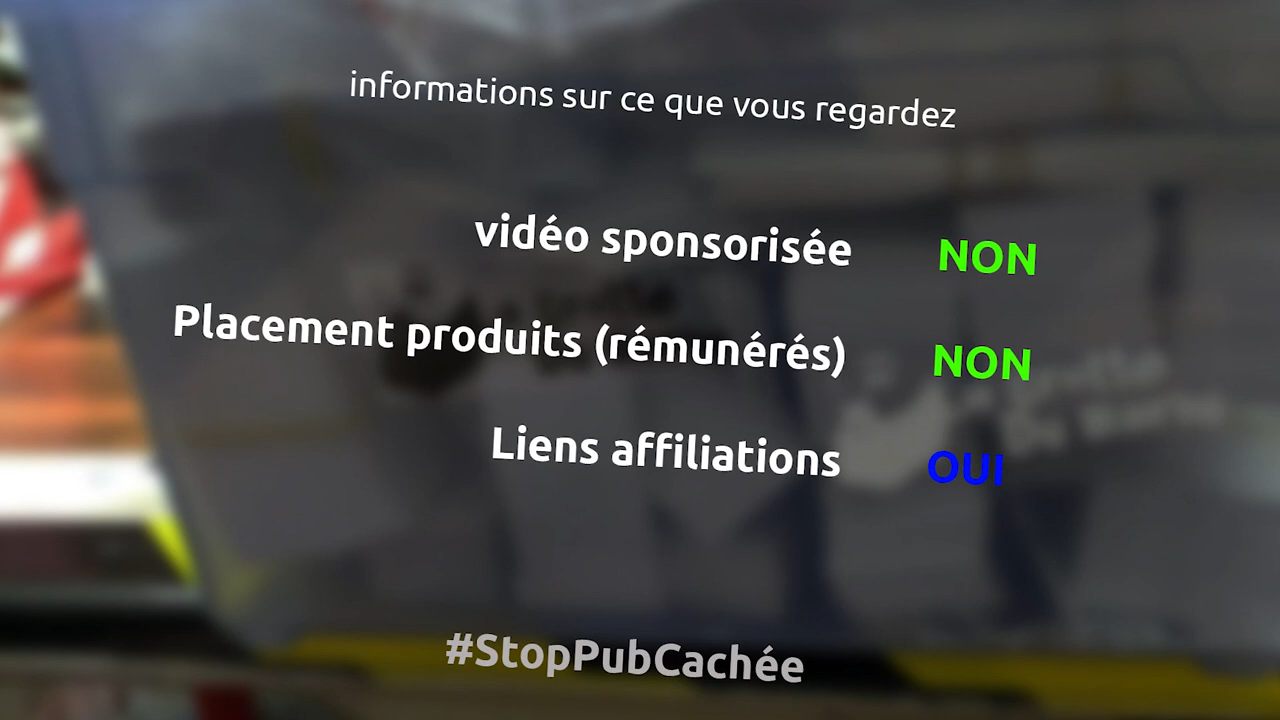 informations sur ce que vous regardez
vidéo sponsorisée NON
Placement produits (rémunérés) NON
Liens affiliations OUI
#StopPubCachée